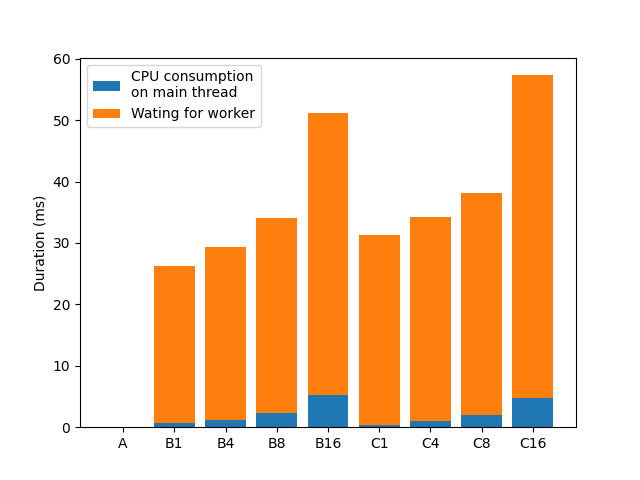 CPU consumption
on main thread
Wating for worker
Duration (ms)
60
50
40
30
20
10
0
A B1 B4 B8 B16 C1 C4 C8 C16